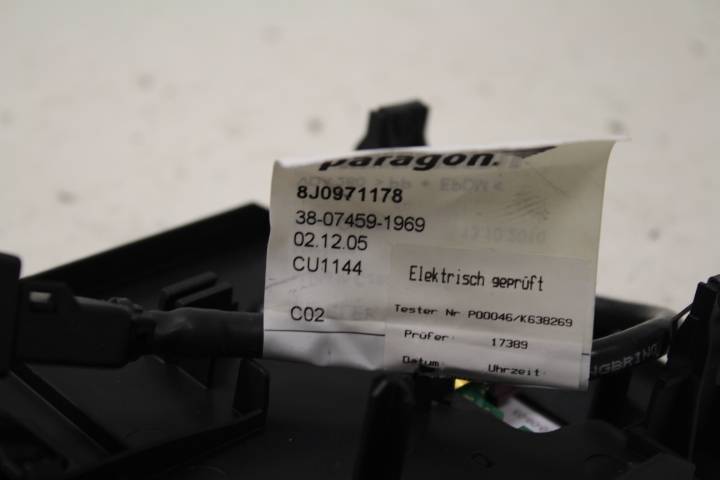 paragon
8J0971178
38-07459-1969
02.12.05
CU1144
C02
Elektrisch geprüft
Tester Nr P00046/K638269
Prüfer: 17389
Datum: Uhrzeit: